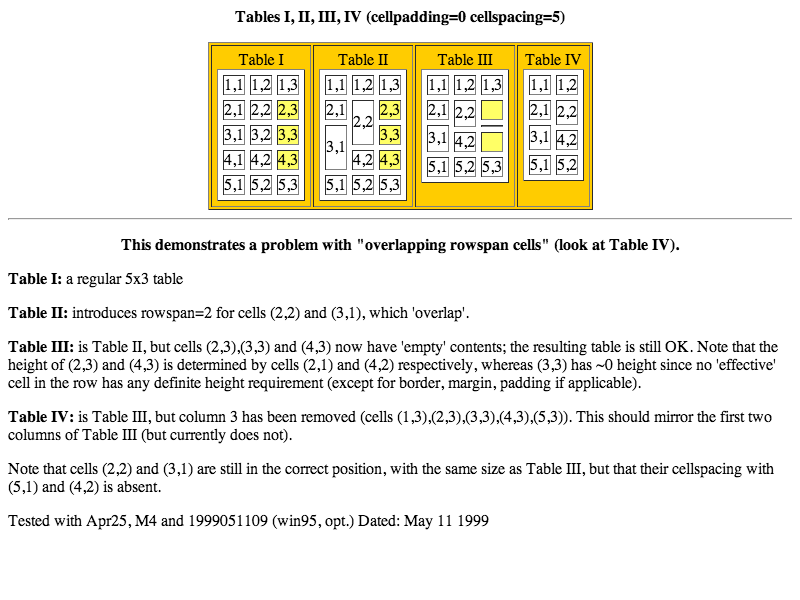 Tables I, II, III, IV (cellpadding=0 cellspacing=5)
Table I Table II Table III Table IV
1,1 1,2 1,3 1,1 1,2 1,3 1,1 1,2 1,3 1,1 1,2
2,1 2,2 2,3 2,1 2,2 2,3 2,1 2,2 2,1 2,2
3,1 3,2 3,3 3,1 3,3 3,1 3,1
4,1 4,2 4,3 4,2 4,3 4,2 4,2
5,1 5,2 5,3 5,1 5,2 5,3 5,1 5,2 5,3 5,1 5,2
This demonstrates a problem with "overlapping rowspan cells" (look at Table IV).
Table I: a regular 5x3 table
Table II: introduces rowspan=2 for cells (2,2) and (3,1), which 'overlap'.
Table III: is Table II, but cells (2,3),(3,3) and (4,3) now have 'empty' contents; the resulting table is still OK. Note that the
height of (2,3) and (4,3) is determined by cells (2,1) and (4,2) respectively, whereas (3,3) has ~0 height since no 'effective'
cell in the row has any definite height requirement (except for border, margin, padding if applicable).
Table IV: is Table III, but column 3 has been removed (cells (1,3),(2,3),(3,3),(4,3),(5,3)). This should mirror the first two
columns of Table III (but currently does not).
Note that cells (2,2) and (3,1) are still in the correct position, with the same size as Table III, but that their cellspacing with
(5,1) and (4,2) is absent.
Tested with Apr25, M4 and 1999051109 (win95, opt.) Dated: May 11 1999